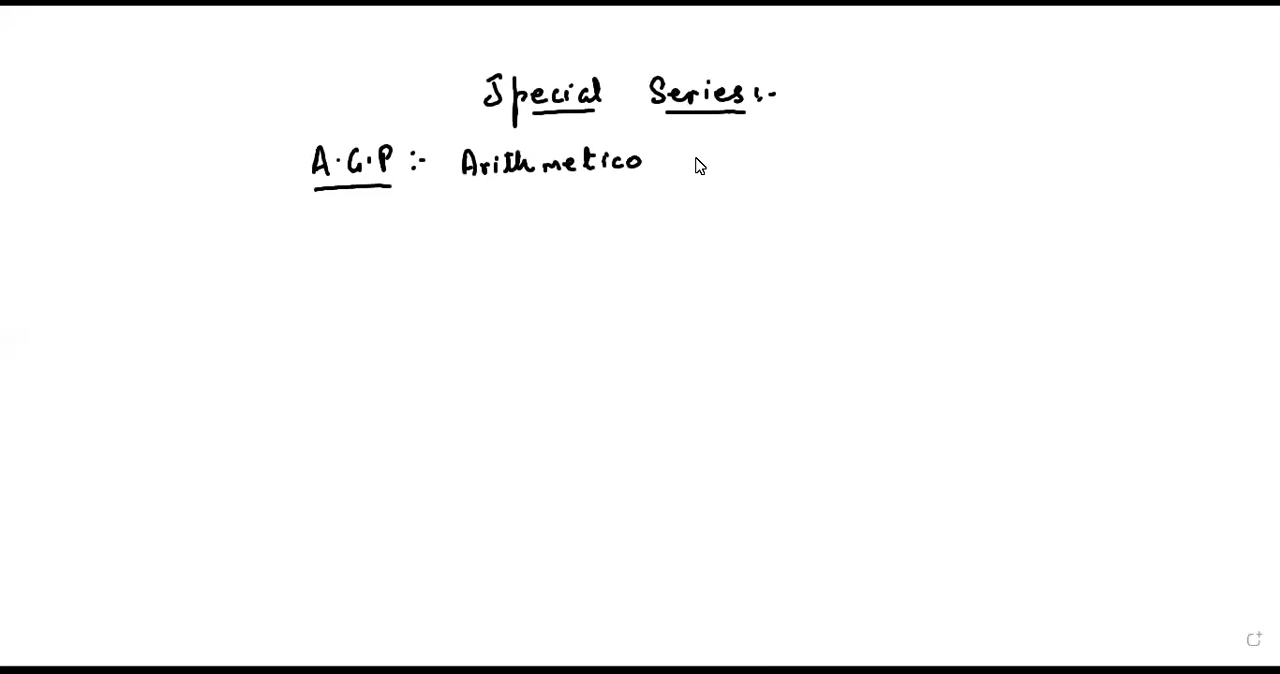 Special Series :-
A.G.P :- Arithmetico